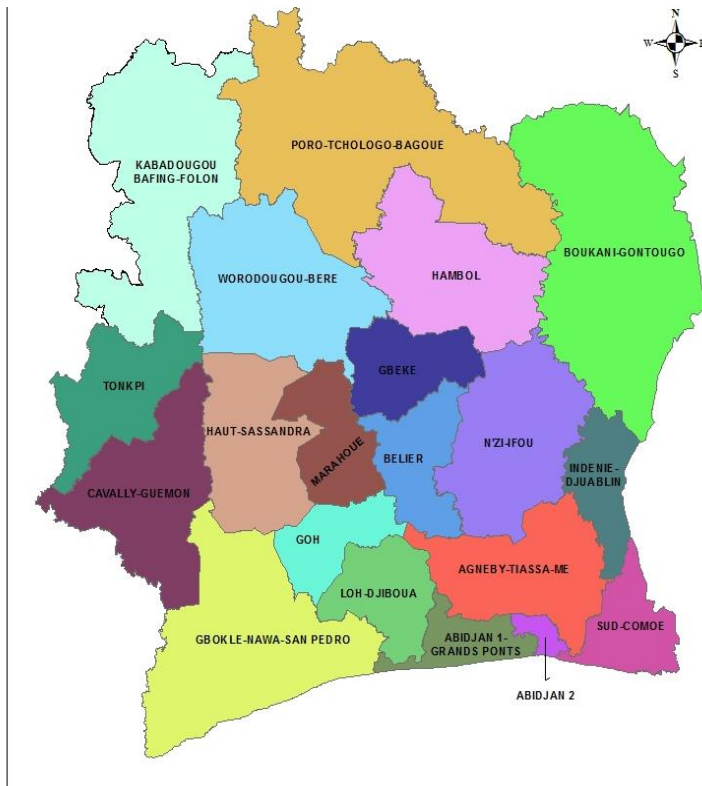 N
W
E
S
PORO-TCHOLOGO-BAGOUE
KABADOUGOU
BAFING-FOLON
BOUKANI-GONTOUGO
WORODOUGOU-BERE
HAMBOL
GBEKE
TONKPI
HAUT-SASSANDRA
MARAHOUE
BELIER
N'ZI-IFOU
INDENIE-
DJUABLIN
CAVALLY-GUEMON
GOH
AGNEBY-TIASSA-ME
LOH-DJIBOUA
SUD-COMOE
GBOKLE-NAWA-SAN PEDRO
ABIDJAN 1-
GRANDS PONTS
ABIDJAN 2